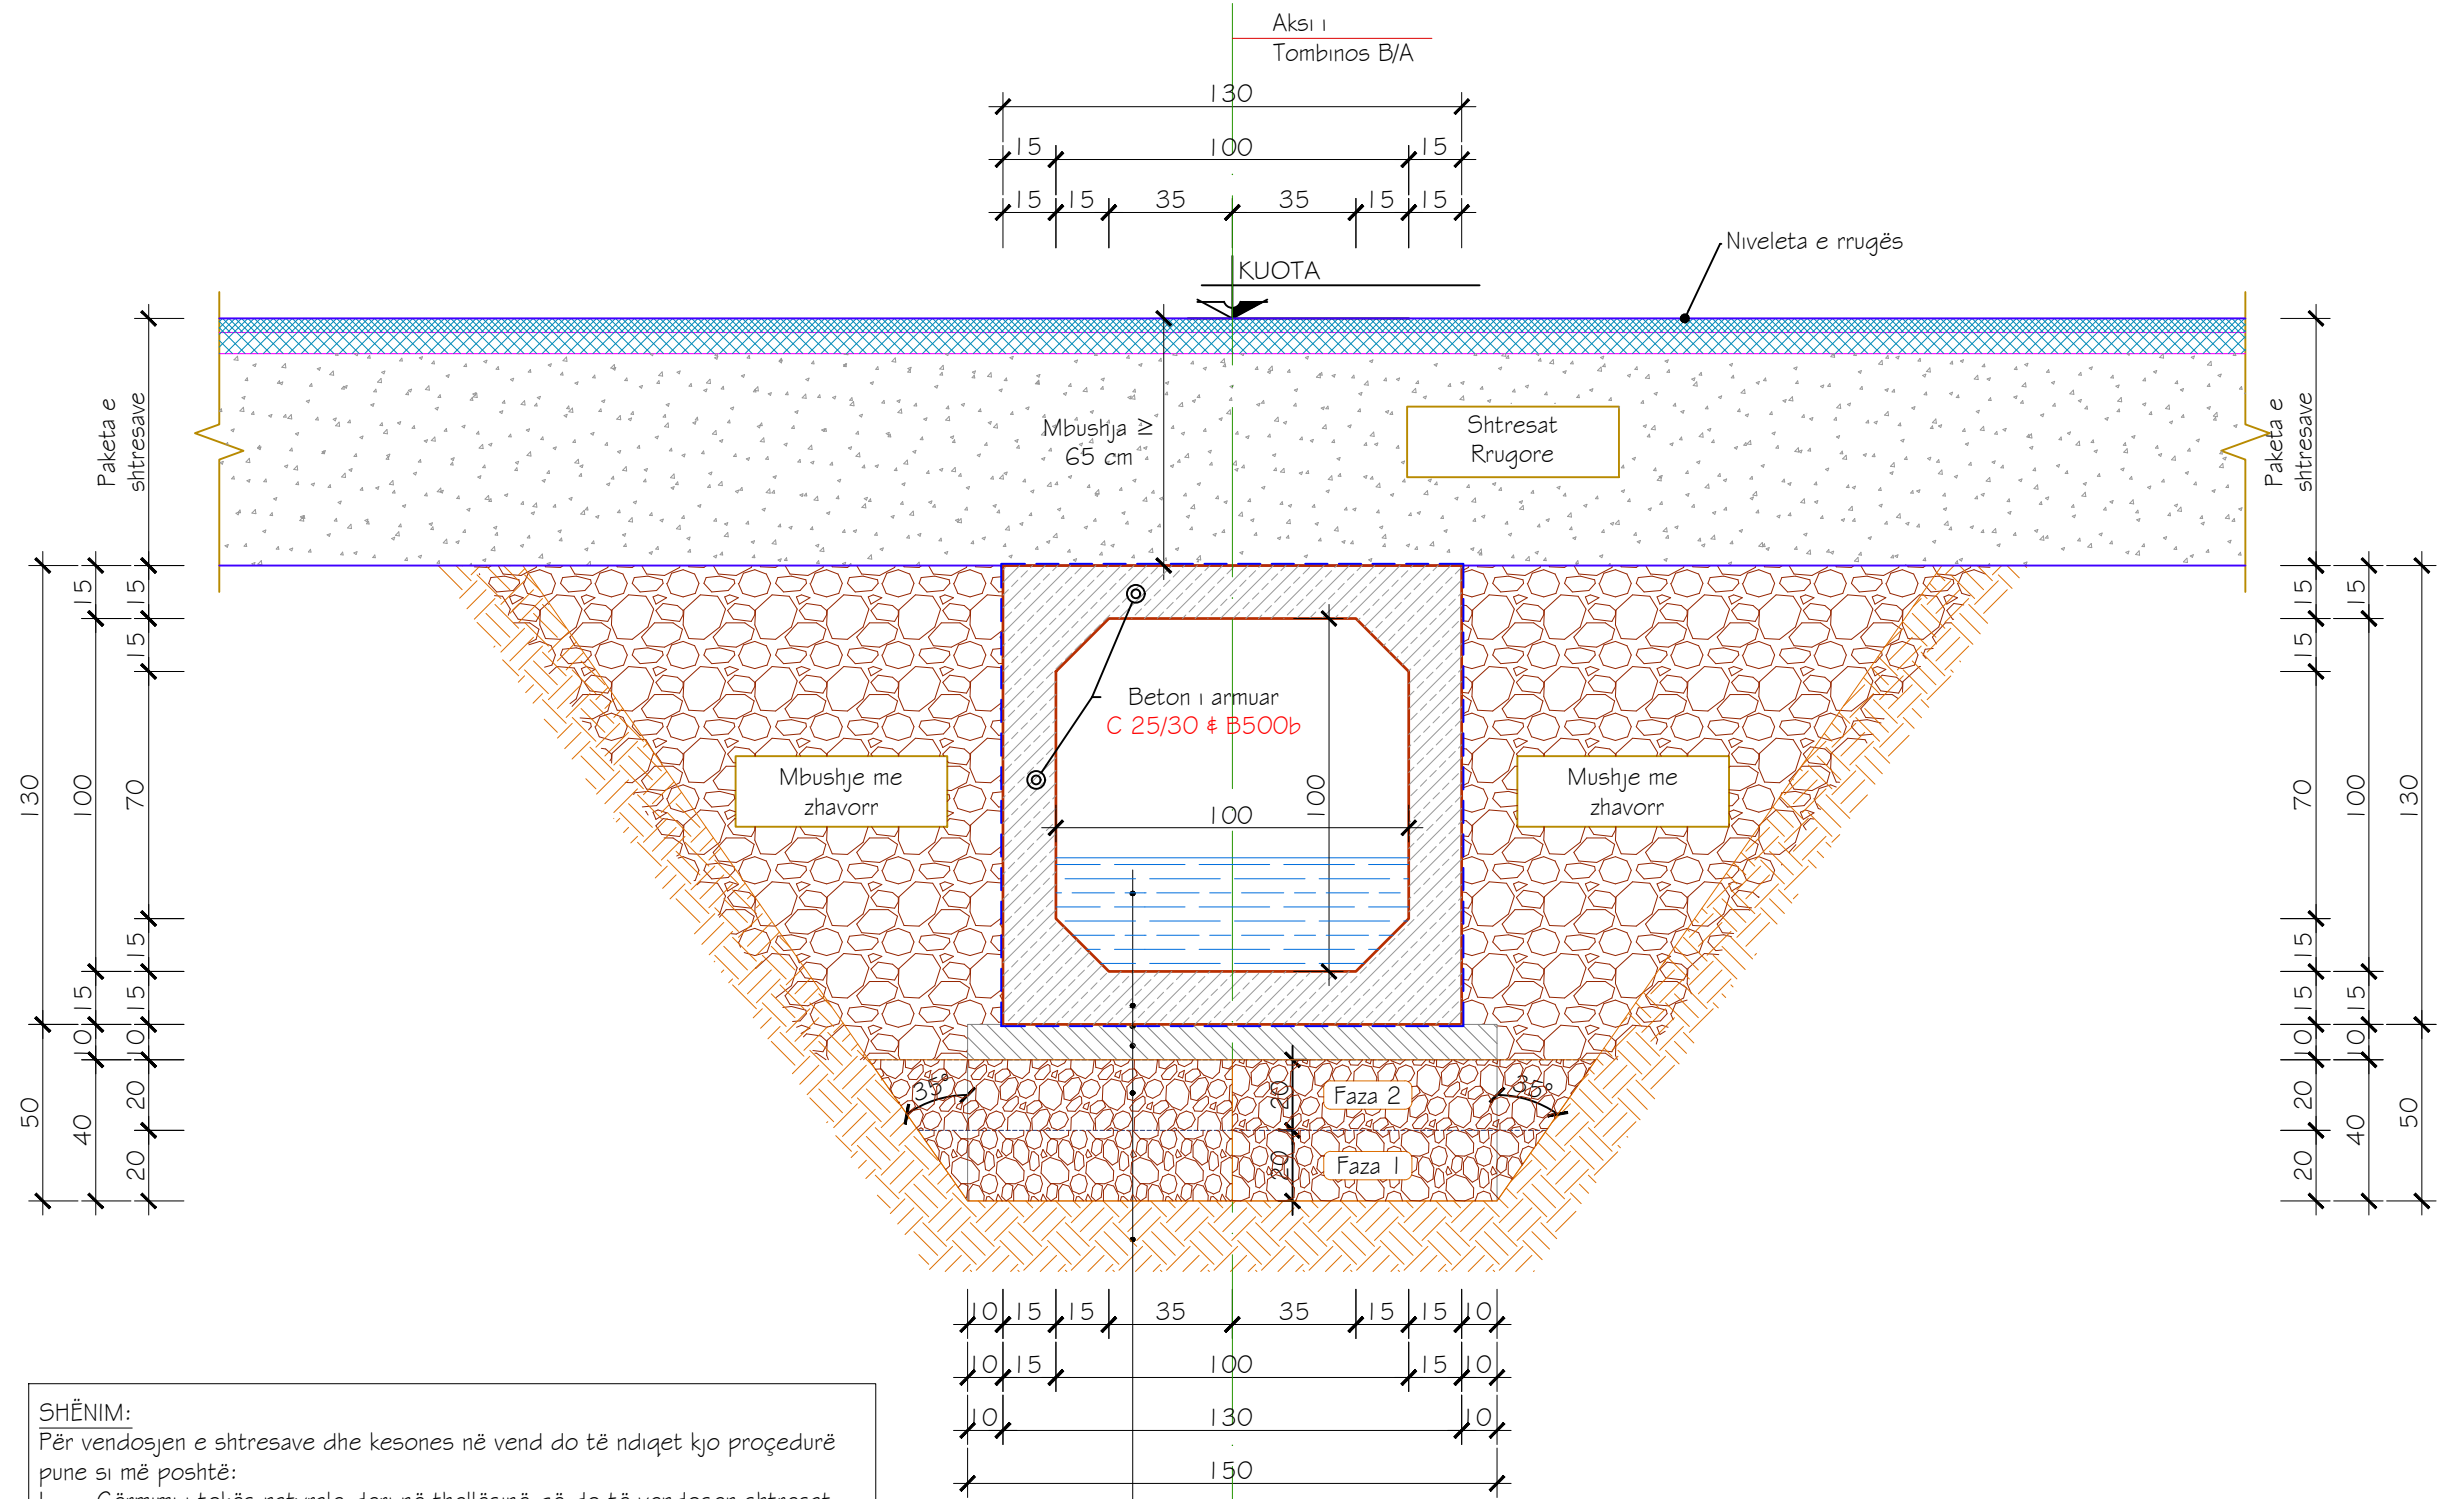 Aksi i
Tombinos B/A
130
15 100 15
15 15 35 35 15 15
Niveleta e rrugës
KUOTA
Paketa e
shtresave
Mbushja ≥
65 cm
Shtresat
Rrugore
Paketa e
shtresave
15 15
15
130 100 70
15
15 15
10 10
50 40 20
20
Beton i armuar
C 25/30 & B500b
Mbushje me
zhavorr
100
100
Mushje me
zhavorr
15 15
15
70 100 130
15
15 15
10 10
20 40 50
20
35°
20
Faza 2
35°
20
Faza 1
10 15 15 35 35 15 15 10
10 15 100 15 10
10 130 10
150
SHËNIM:
Për vendosjen e shtresave dhe kesones në vend do të ndiqet kjo proçedurë
pune si më poshtë: